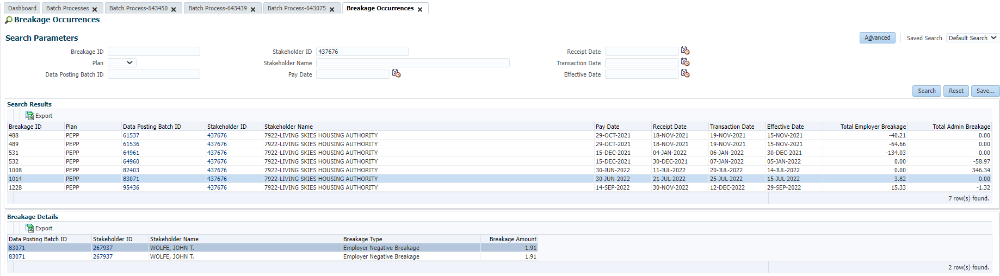 Dashboard Batch Processes Batch Process-643450 Batch Process-643439 Batch Process-643075 Breakage Occurrences
Breakage Occurrences
Search Parameters Advanced Saved Search Default Search
Breakage ID Stakeholder ID 437676 Receipt Date
Plan Stakeholder Name Transaction Date
Data Posting Batch ID Pay Date Effective Date
Search Reset Save...
Search Results
Export
Breakage ID Plan Data Posting Batch ID Stakeholder ID Stakeholder Name Pay Date Receipt Date Transaction Date Effective Date Total Employer Breakage Total Admin Breakage
488 PEPP 61537 437676 7922-LIVING SKIES HOUSING AUTHORITY 29-OCT-2021 18-NOV-2021 19-NOV-2021 15-NOV-2021 -40.21 0.00
489 PEPP 61536 437676 7922-LIVING SKIES HOUSING AUTHORITY 29-OCT-2021 18-NOV-2021 19-NOV-2021 15-NOV-2021 -64.66 0.00
531 PEPP 64961 437676 7922-LIVING SKIES HOUSING AUTHORITY 15-DEC-2021 04-JAN-2022 06-JAN-2022 30-DEC-2021 -134.03 0.00
532 PEPP 64960 437676 7922-LIVING SKIES HOUSING AUTHORITY 15-DEC-2021 30-DEC-2021 07-JAN-2022 05-JAN-2022 0.00 -58.97
1008 PEPP 82403 437676 7922-LIVING SKIES HOUSING AUTHORITY 30-JUN-2022 11-JUL-2022 20-JUL-2022 14-JUL-2022 0.00 346.34
1014 PEPP 83071 437676 7922-LIVING SKIES HOUSING AUTHORITY 30-JUN-2022 21-JUL-2022 25-JUL-2022 15-JUL-2022 3.82 0.00
1228 PEPP 95436 437676 7922-LIVING SKIES HOUSING AUTHORITY 14-SEP-2022 30-NOV-2022 12-DEC-2022 29-SEP-2022 15.33 -1.32
7 row(s) found.
Breakage Details
Export
Data Posting Batch ID Stakeholder ID Stakeholder Name Breakage Type Breakage Amount
83071 267937 WOLFE, JOHN T. Employer Negative Breakage 1.91
83071 267937 WOLFE, JOHN T. Employer Negative Breakage 1.91
2 row(s) found.